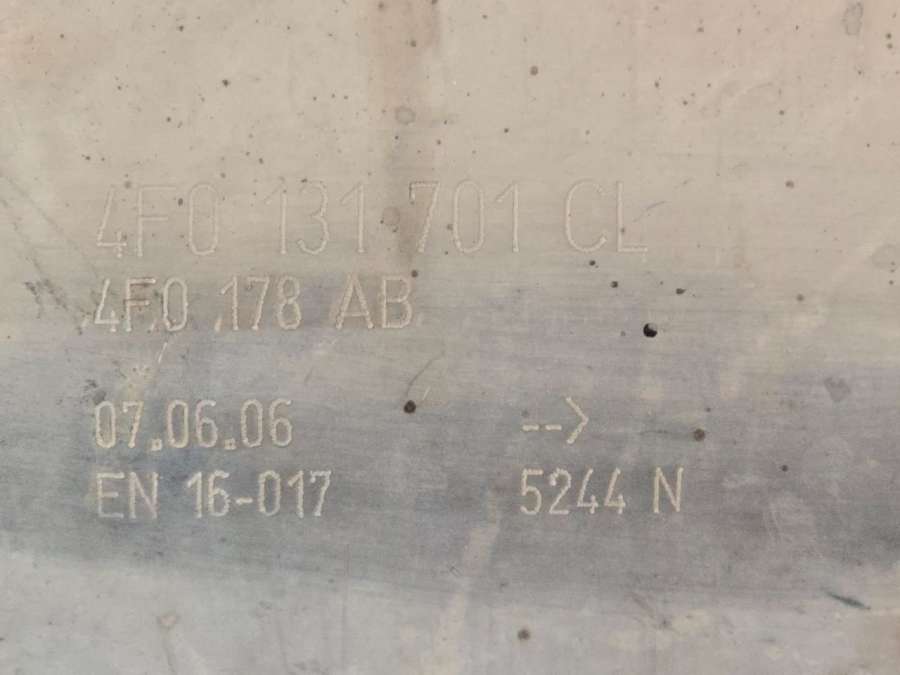 4F0 131 701 CL
4F0 178 AB
07.06.06 -->
EN 16-017 5244 N